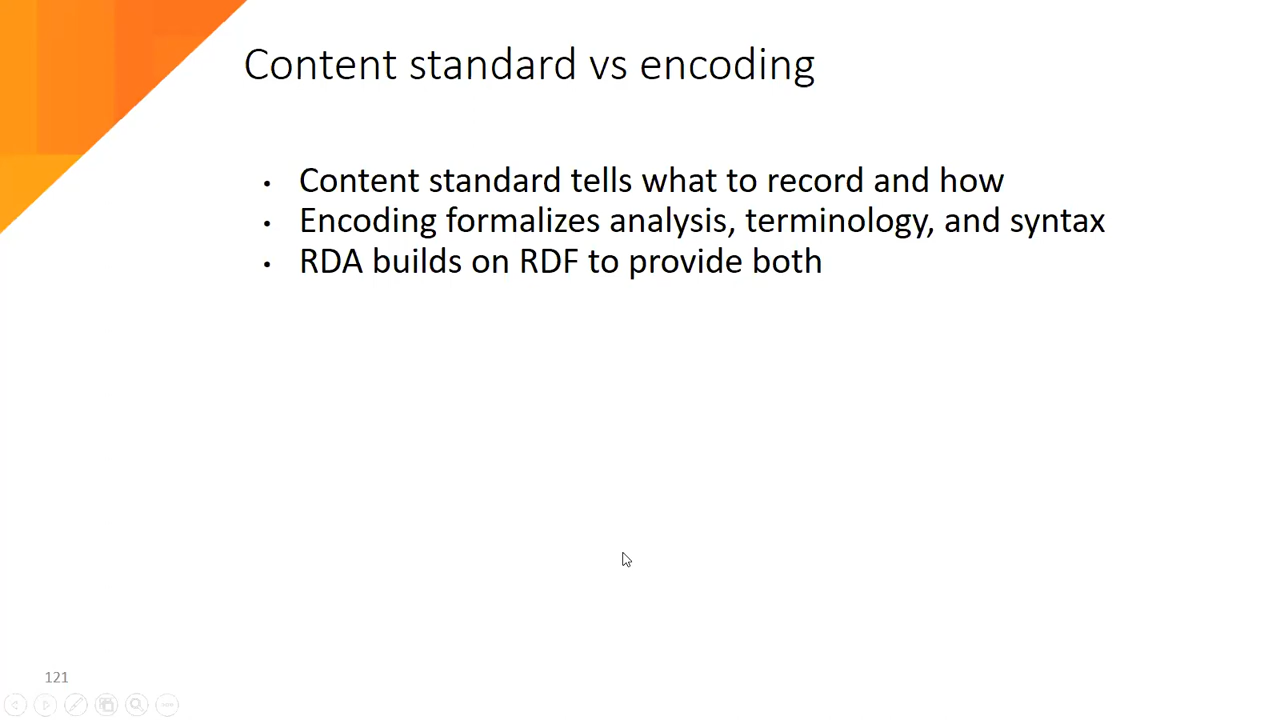 Content standard vs encoding
• Content standard tells what to record and how
• Encoding formalizes analysis, terminology, and syntax
• RDA builds on RDF to provide both
121